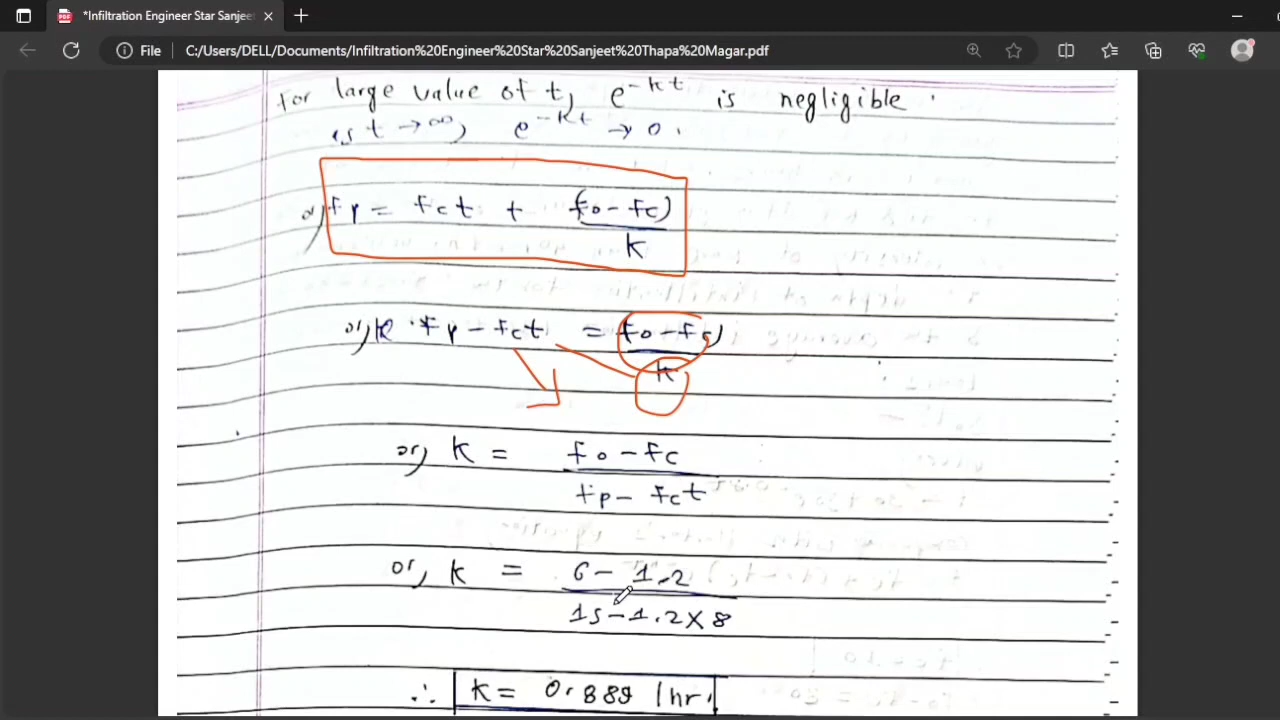 *Infiltration Engineer Star Sanjee
File
C:/Users/DELL/Documents/Infiltration%20Engineer%20Star%20Sanjeet%20Thapa%20Magar.pdf
For large value of t, e^-kt is negligible.
as t → ∞, e^-kt → 0.
or, Fp = fct + (fo - fc)
k
or, Fp - fct = (fo - fc)
k
or, k = fo - fc
Fp - fct
or, k = 6 - 1.2
15 - 1.2 × 8
∴ k = 0.889 /hr.